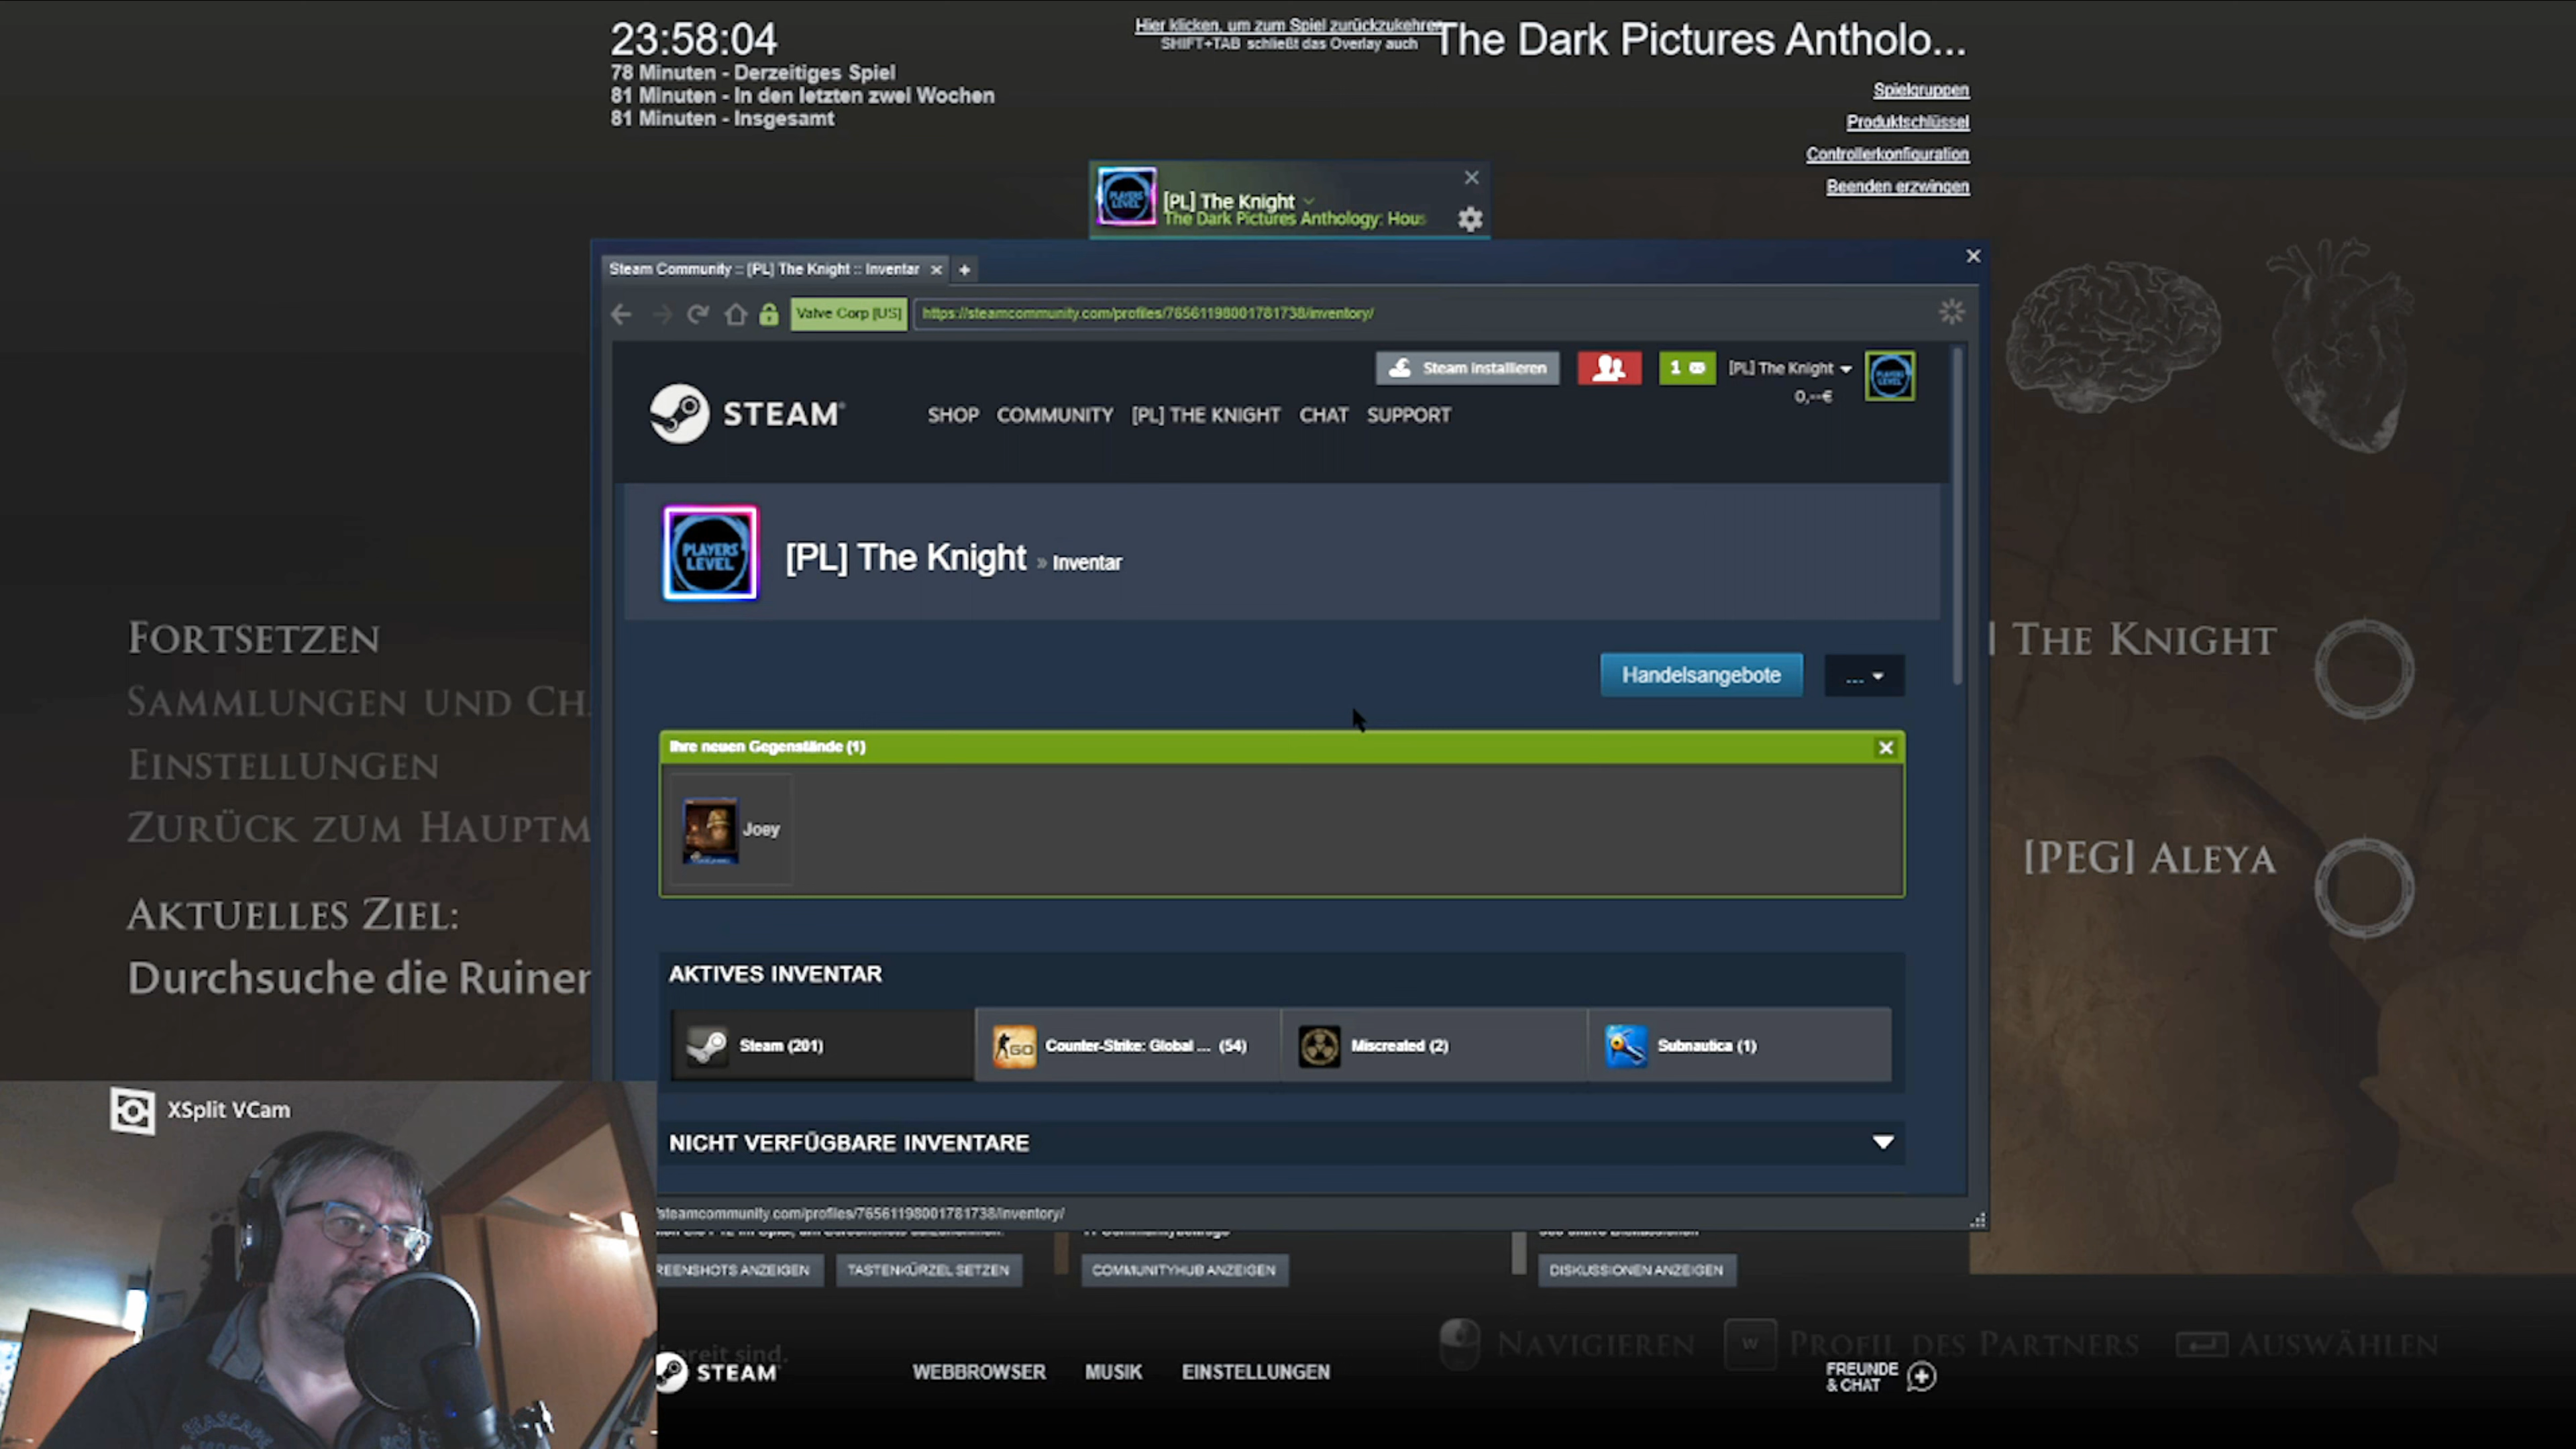 23:58:04
78 Minuten - Derzeitiges Spiel
81 Minuten - In den letzten zwei Wochen
81 Minuten - Insgesamt
Hier klicken, um zum Spiel zurückzukehren
SHIFT+TAB schließt das Overlay auch
The Dark Pictures Antholo...
Spielgruppen
Produktschlüssel
Controllerkonfiguration
Beenden erzwingen
PLAYERS LEVEL
[PL] The Knight
The Dark Pictures Anthology: Hous
Steam Community :: [PL] The Knight :: Inventar
Valve Corp [US]
https://steamcommunity.com/profiles/76561198001781738/inventory/
Steam installieren
1
[PL] The Knight
0,--€
PLAYERS LEVEL
STEAM
SHOP COMMUNITY [PL] THE KNIGHT CHAT SUPPORT
PLAYERS
LEVEL
[PL] The Knight » Inventar
Handelsangebote
...
Ihre neuen Gegenstände (1)
Joey
AKTIVES INVENTAR
Steam (201)
GO
Counter-Strike: Global ... (54)
Miscreated (2)
Subnautica (1)
NICHT VERFÜGBARE INVENTARE
steamcommunity.com/profiles/76561198001781738/inventory/
FORTSETZEN
SAMMLUNGEN UND CH
EINSTELLUNGEN
ZURÜCK ZUM HAUPTM
AKTUELLES ZIEL:
Durchsuche die Ruinen
THE KNIGHT
[PEG] ALEYA
XSplit VCam
REENSHOTS ANZEIGEN
TASTENKÜRZEL SETZEN
COMMUNITYHUB ANZEIGEN
DISKUSSIONEN ANZEIGEN
bereit sind.
STEAM
WEBBROWSER
MUSIK
EINSTELLUNGEN
NAVIGIEREN
W
PROFIL DES PARTNERS
AUSWÄHLEN
FREUNDE
& CHAT